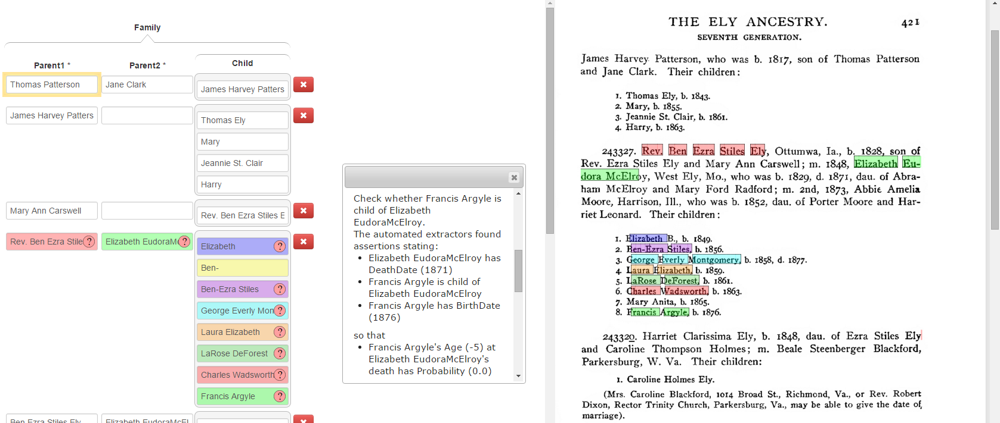 Family
Parent1 *
Parent2 *
Child
Thomas Patterson
Jane Clark
James Harvey Patters
James Harvey Patters
Thomas Ely
Mary
Jeannie St. Clair
Harry
Mary Ann Carswell
Rev. Ben Ezra Stiles E
Rev. Ben Ezra Stile ?
Elizabeth EudoraMc ?
Elizabeth ?
Ben-
Ben-Ezra Stiles ?
George Everly Mon ?
Laura Elizabeth ?
LaRose DeForest ?
Charles Wadsworth ?
Francis Argyle ?
Ben Ezra Stiles Ely
Elizabeth EudoraMcEl
Check whether Francis Argyle is
child of Elizabeth
EudoraMcElroy.
The automated extractors found
assertions stating:
• Elizabeth EudoraMcElroy has
DeathDate (1871)
• Francis Argyle is child of
Elizabeth EudoraMcElroy
• Francis Argyle has BirthDate
(1876)
so that
• Francis Argyle's Age (-5) at
Elizabeth EudoraMcElroy's
death has Probability (0.0)
THE ELY ANCESTRY. 421
SEVENTH GENERATION.
James Harvey Patterson, who was b. 1817, son of Thomas Patterson
and Jane Clark. Their children:
1. Thomas Ely, b. 1843.
2. Mary, b. 1855.
3. Jeannie St. Clair, b. 1861.
4. Harry, b. 1863.
243327. Rev. Ben Ezra Stiles Ely, Ottumwa, Ia., b. 1828, son of
Rev. Ezra Stiles Ely and Mary Ann Carswell; m. 1848, Elizabeth Eu-
dora McElroy, West Ely, Mo., who was b. 1829, d. 1871, dau. of Abra-
ham McElroy and Mary Ford Radford; m. 2nd, 1873, Abbie Amelia
Moore, Harrison, Ill., who was b. 1852, dau. of Porter Moore and Har-
riet Leonard. Their children:
1. Elizabeth B., b. 1849.
2. Ben-Ezra Stiles, b. 1856.
3. George Everly Montgomery, b. 1858, d. 1877.
4. Laura Elizabeth, b. 1859.
5. LaRose DeForest, b. 1861.
6. Charles Wadsworth, b. 1863.
7. Mary Anita, b. 1865.
8. Francis Argyle, b. 1876.
243320. Harriet Clarissima Ely, b. 1848, dau. of Ezra Stiles Ely
and Caroline Thompson Holmes; m. Beale Steenberger Blackford,
Parkersburg, W. Va. Their children:
1. Caroline Holmes Ely.
(Mrs. Caroline Blackford, 1014 Broad St., Richmond, Va., or Rev. Robert
Dixon, Rector Trinity Church, Parkersburg, Va., may be able to give the date of
marriage).